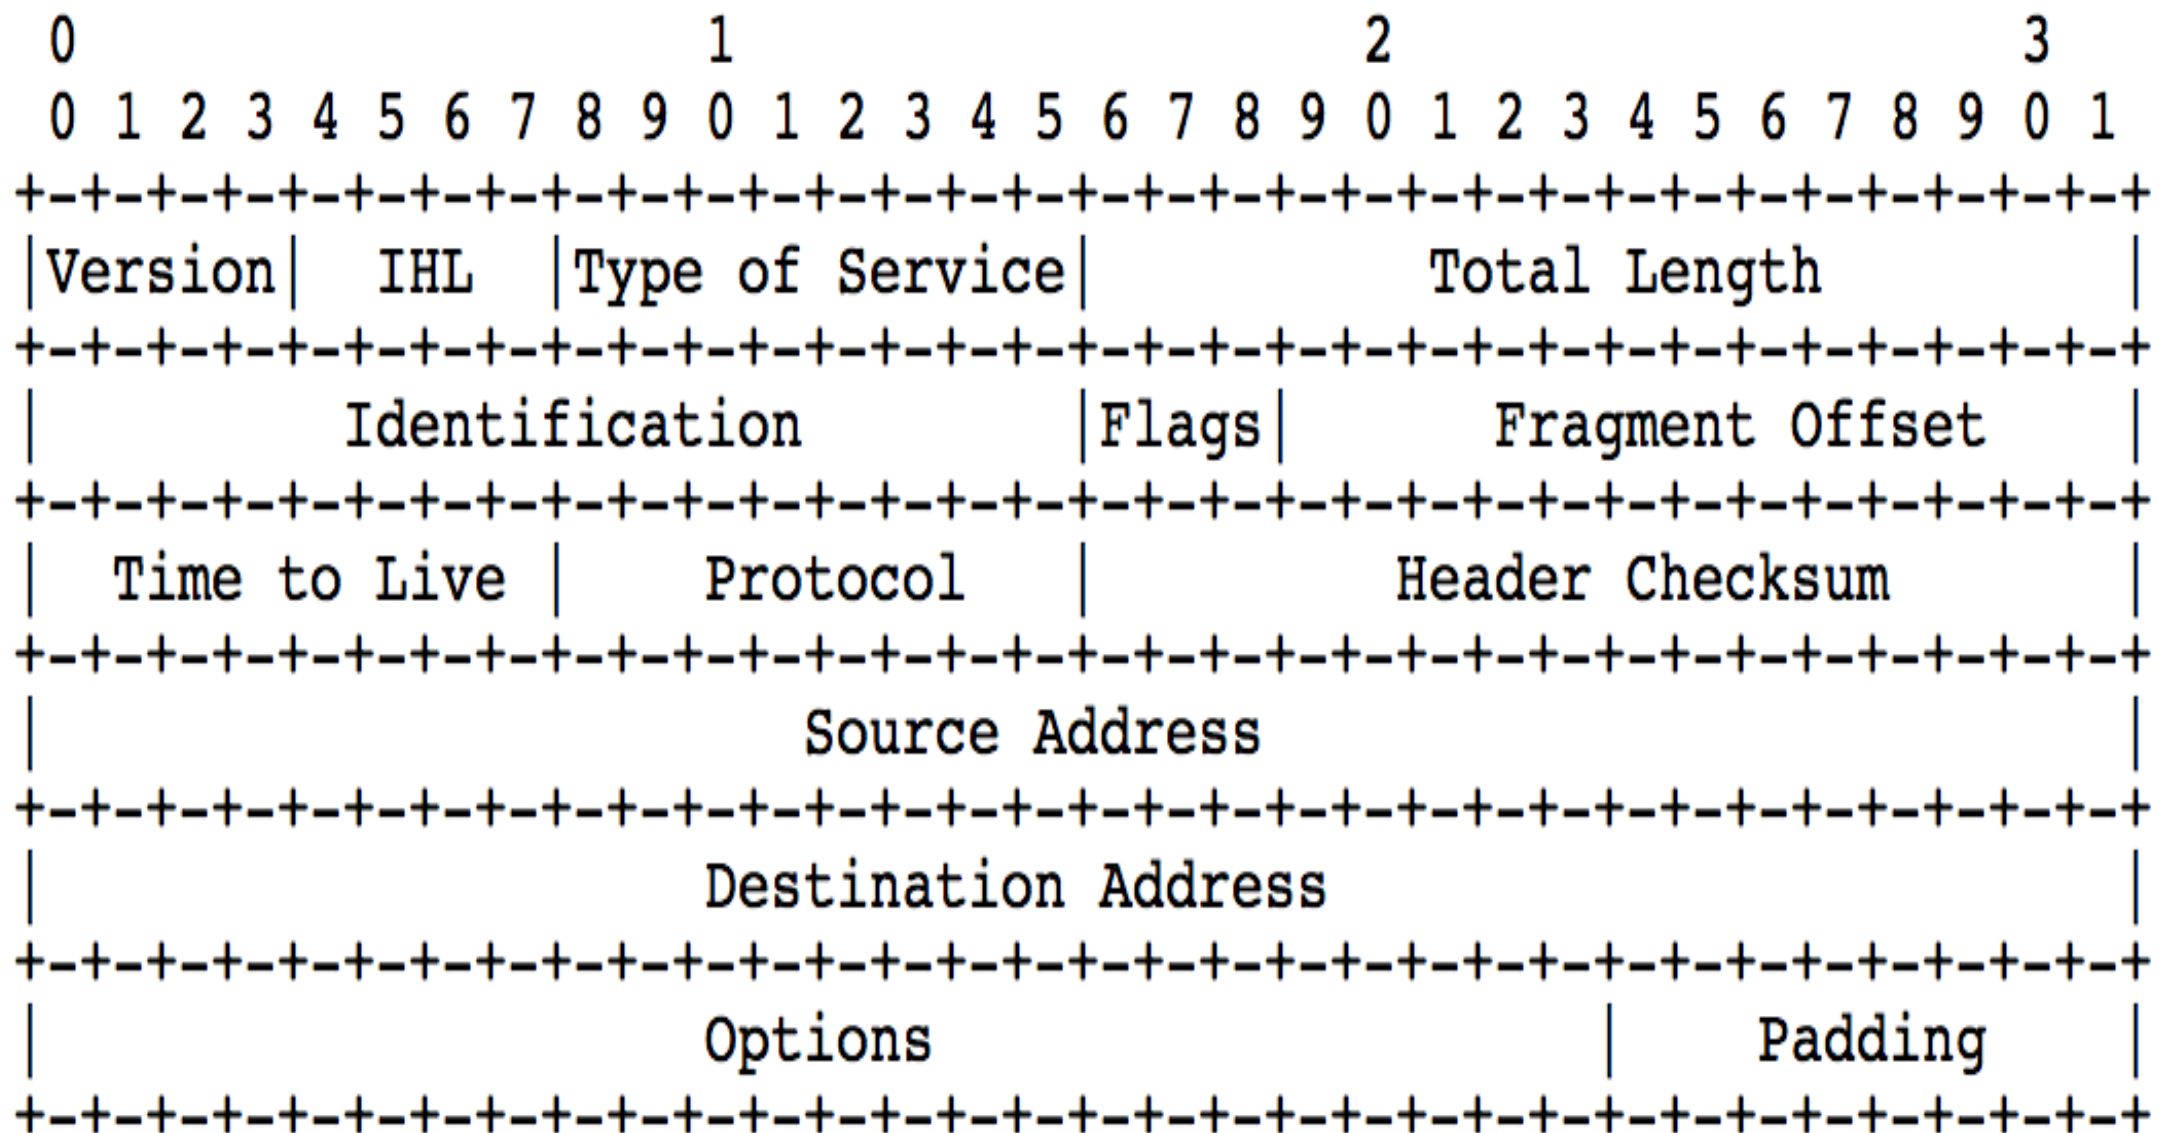 0                   1                   2                   3
 0 1 2 3 4 5 6 7 8 9 0 1 2 3 4 5 6 7 8 9 0 1 2 3 4 5 6 7 8 9 0 1
+-+-+-+-+-+-+-+-+-+-+-+-+-+-+-+-+-+-+-+-+-+-+-+-+-+-+-+-+-+-+-+-+
|Version|  IHL  |Type of Service|          Total Length         |
+-+-+-+-+-+-+-+-+-+-+-+-+-+-+-+-+-+-+-+-+-+-+-+-+-+-+-+-+-+-+-+-+
|         Identification        |Flags|      Fragment Offset    |
+-+-+-+-+-+-+-+-+-+-+-+-+-+-+-+-+-+-+-+-+-+-+-+-+-+-+-+-+-+-+-+-+
|  Time to Live |    Protocol   |         Header Checksum       |
+-+-+-+-+-+-+-+-+-+-+-+-+-+-+-+-+-+-+-+-+-+-+-+-+-+-+-+-+-+-+-+-+
|                       Source Address                          |
+-+-+-+-+-+-+-+-+-+-+-+-+-+-+-+-+-+-+-+-+-+-+-+-+-+-+-+-+-+-+-+-+
|                    Destination Address                        |
+-+-+-+-+-+-+-+-+-+-+-+-+-+-+-+-+-+-+-+-+-+-+-+-+-+-+-+-+-+-+-+-+
|                    Options                    |    Padding    |
+-+-+-+-+-+-+-+-+-+-+-+-+-+-+-+-+-+-+-+-+-+-+-+-+-+-+-+-+-+-+-+-+